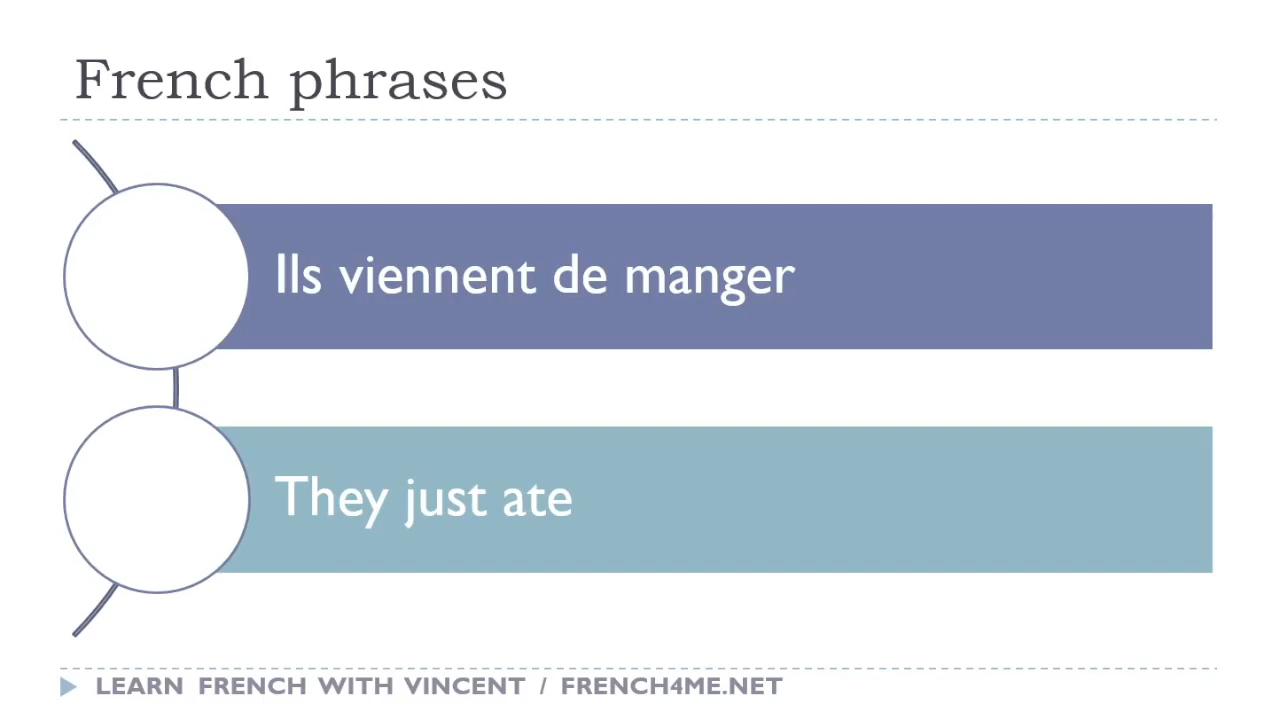 French phrases
Ils viennent de manger
They just ate
LEARN FRENCH WITH VINCENT / FRENCH4ME.NET